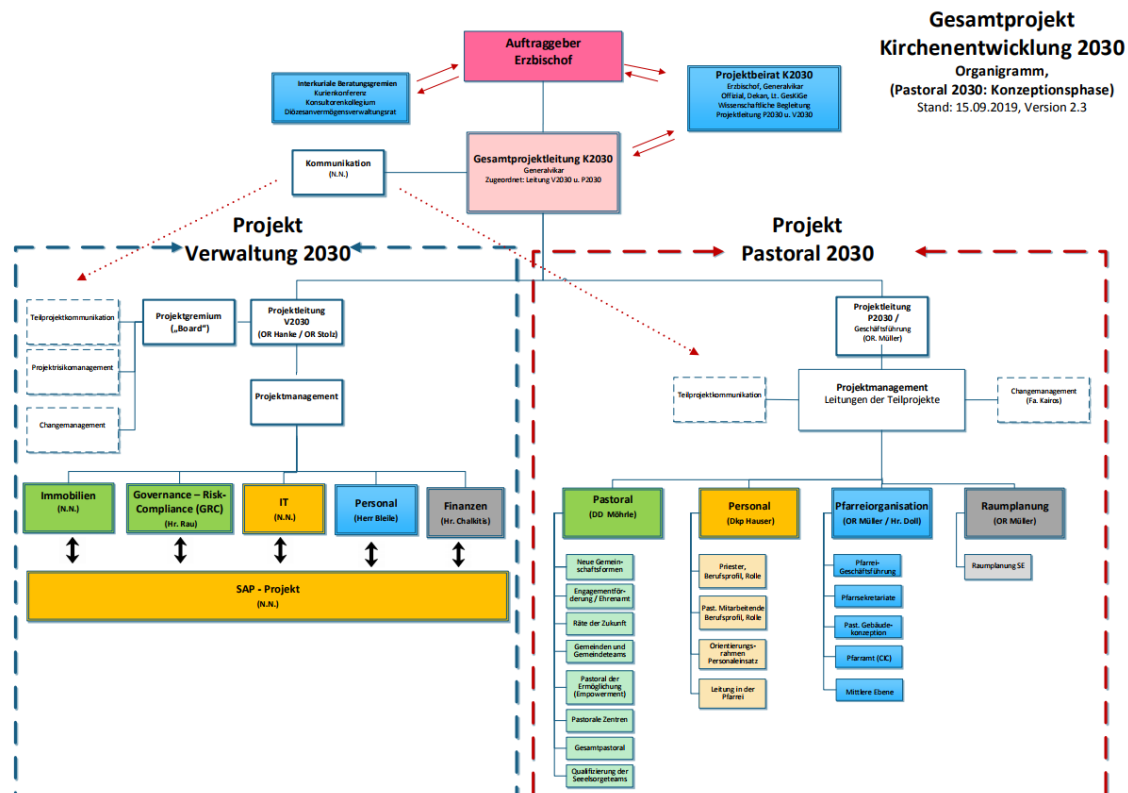 Gesamtprojekt
Kirchenentwicklung 2030
Organigramm,
(Pastoral 2030: Konzeptionsphase)
Stand: 15.09.2019, Version 2.3
Auftraggeber
Erzbischof
Interkuriale Beratungsgremien
Kurienkonferenz
Konsultorenkollegium
Diözesanvermögensverwaltungsrat
Projektbeirat K2030
Erzbischof, Generalvikar
Offizial, Dekan, Lt. GesKiGe
Wissenschaftliche Begleitung
Projektleitung P2030 u. V2030
Gesamtprojektleitung K2030
Generalvikar
Zugeordnet: Leitung V2030 u. P2030
Kommunikation
(N.N.)
Projekt
Verwaltung 2030
Teilprojektkommunikation
Projektrisikomanagement
Changemanagement
Projektgremium
(„Board")
Projektleitung
V2030
(OR Hanke / OR Stolz)
Projektmanagement
Immobilien
(N.N.)
Governance – Risk-
Compliance (GRC)
(Hr. Rau)
IT
(N.N.)
Personal
(Herr Bleile)
Finanzen
(Hr. Chalkitis)
SAP - Projekt
(N.N.)
Projekt
Pastoral 2030
Projektleitung
P2030 /
Geschäftsführung
(OR. Müller)
Teilprojektkommunikation
Projektmanagement
Leitungen der Teilprojekte
Changemanagement
(Fa. Kairos)
Pastoral
(DD Möhrle)
Neue Gemein-
schaftsformen
Engagementför-
derung / Ehrenamt
Räte der Zukunft
Gemeinden und
Gemeindeteams
Pastoral der
Ermöglichung
(Empowerment)
Pastorale Zentren
Gesamtpastoral
Qualifizierung der
Seeelsorgeteams
Personal
(Dkp Hauser)
Priester,
Berufsprofil, Rolle
Past. Mitarbeitende
Berufsprofil, Rolle
Orientierungs-
rahmen
Personaleinsatz
Leitung in der
Pfarrei
Pfarreiorganisation
(OR Müller / Hr. Doll)
Pfarrei-
Geschäftsführung
Pfarrsekretariate
Past. Gebäude-
konzeption
Pfarramt (CIC)
Mittlere Ebene
Raumplanung
(OR Müller)
Raumplanung SE